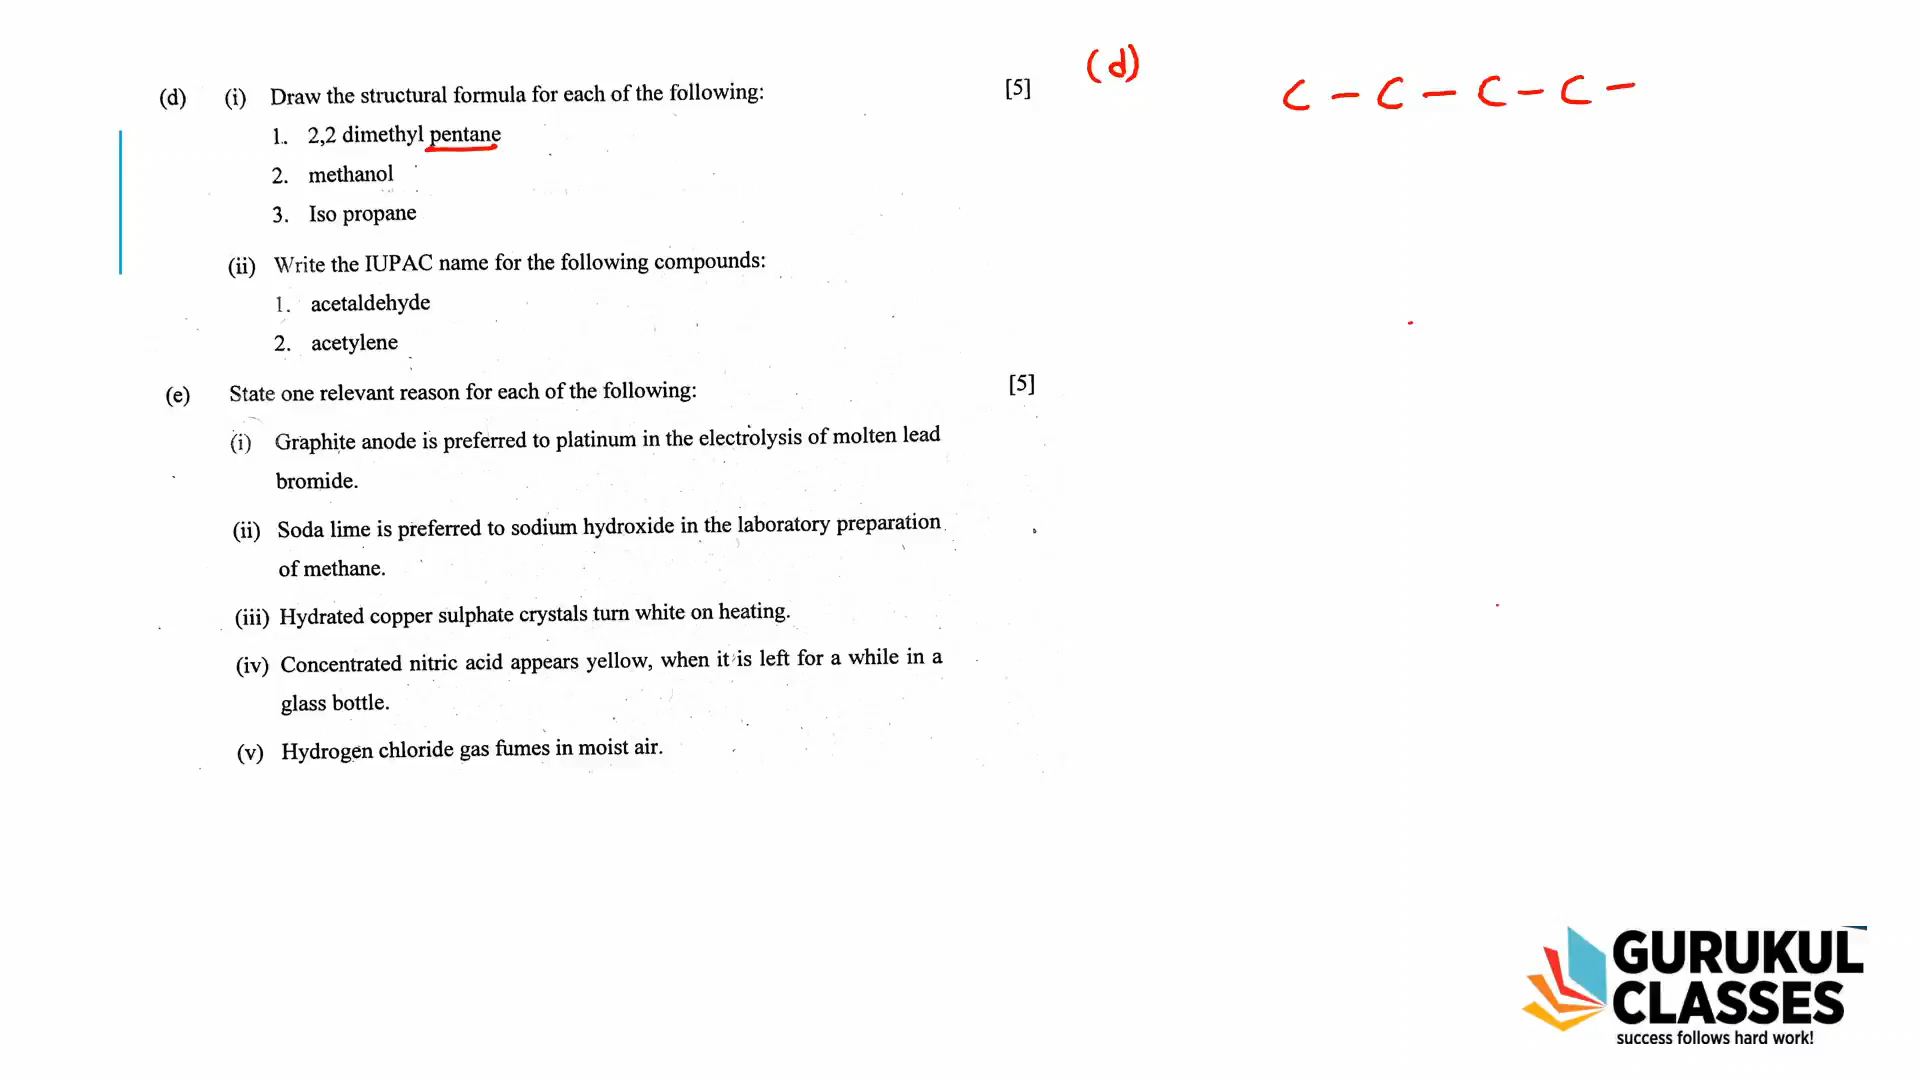 (d) (i) Draw the structural formula for each of the following: [5]
1. 2,2 dimethyl pentane
2. methanol
3. Iso propane
(ii) Write the IUPAC name for the following compounds:
1. acetaldehyde
2. acetylene
(e) State one relevant reason for each of the following: [5]
(i) Graphite anode is preferred to platinum in the electrolysis of molten lead
bromide.
(ii) Soda lime is preferred to sodium hydroxide in the laboratory preparation
of methane.
(iii) Hydrated copper sulphate crystals turn white on heating.
(iv) Concentrated nitric acid appears yellow, when it is left for a while in a
glass bottle.
(v) Hydrogen chloride gas fumes in moist air.
(d)
C - C - C - C -
GURUKUL
CLASSES
success follows hard work!